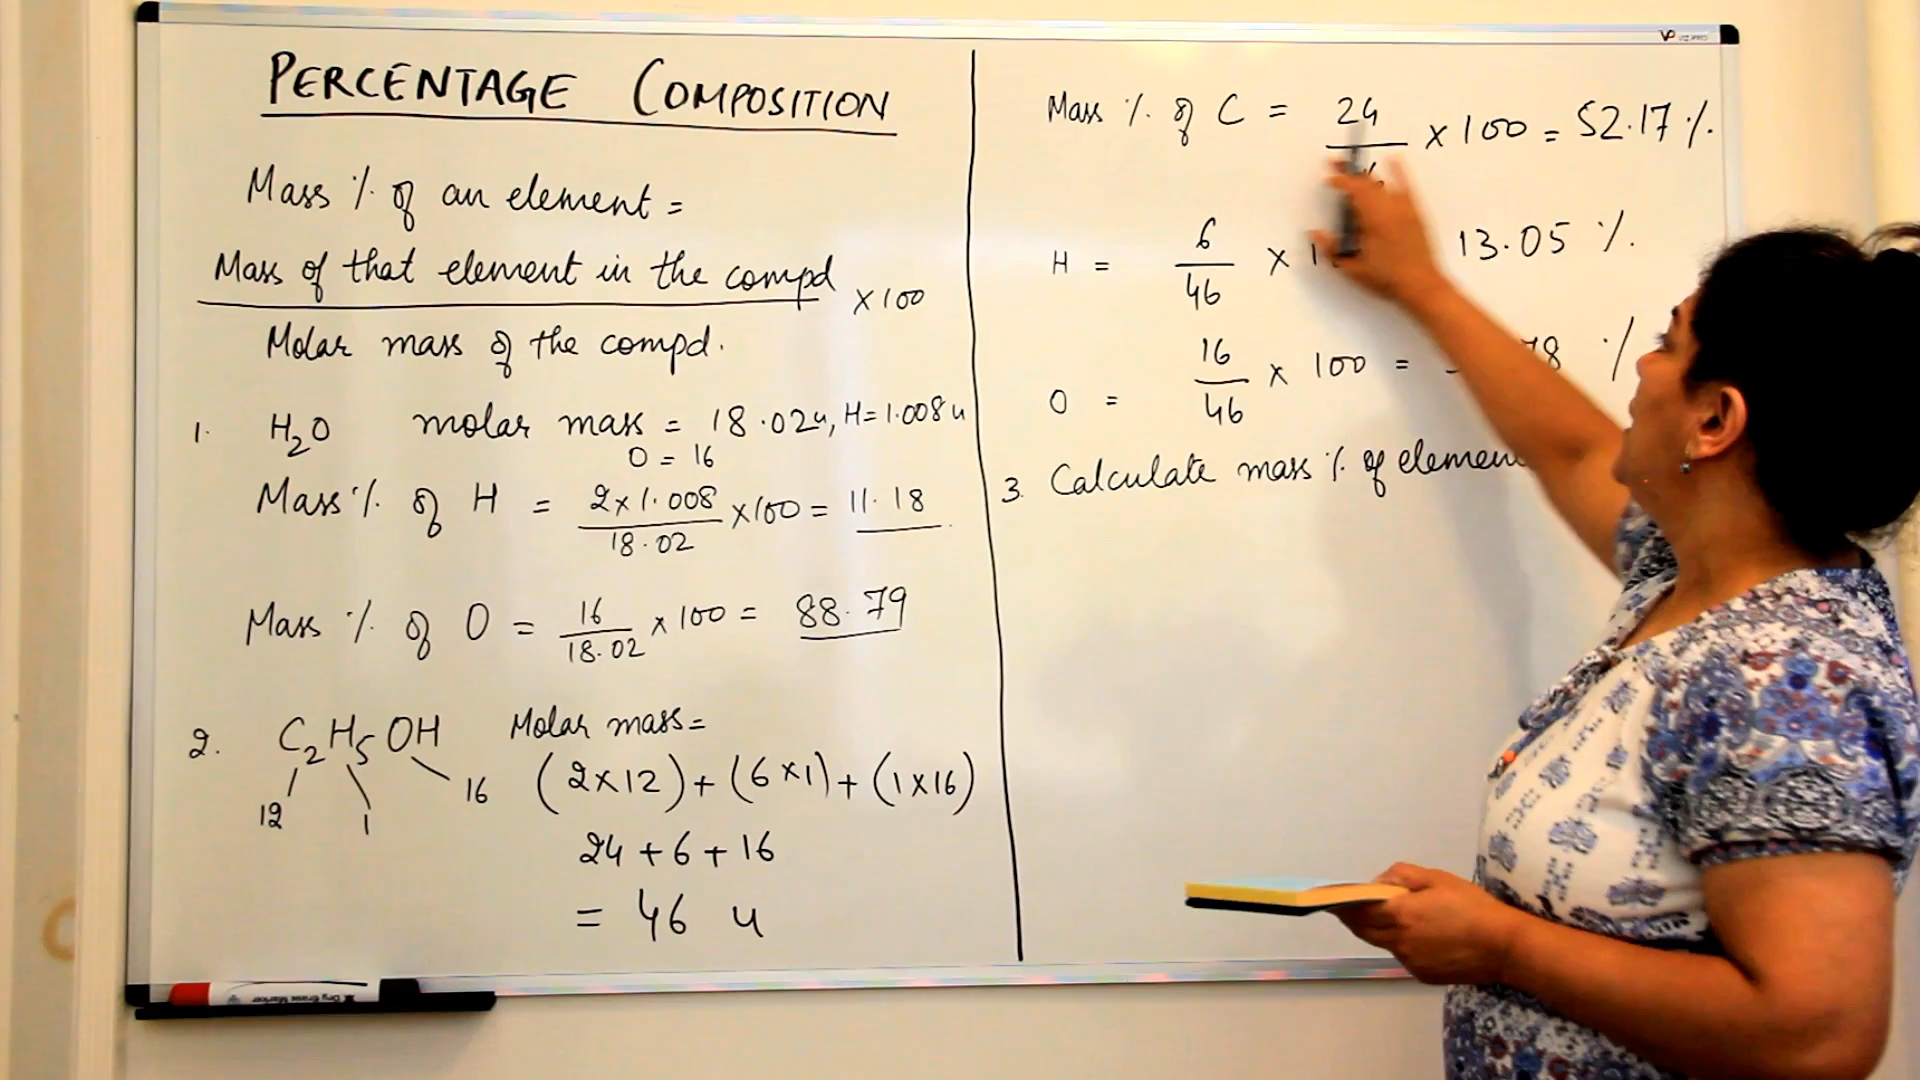 PERCENTAGE COMPOSITION
Mass % of an element =
Mass of that element in the compd × 100
Molar mass of the compd.
1. H₂O molar mass = 18.02u, H=1.008u
O = 16
Mass % of H = 2×1.008 ×100 = 11.18
18.02
Mass % of O = 16 × 100 = 88.79
18.02
2. C₂H₅OH Molar mass=
12 1 16 (2×12)+(6×1)+(1×16)
24+6+16
= 46 u
Dry Erase Marker
Mass % of C = 24 × 100 = 52.17 %
H = 6 × 13.05 %
46
O = 16 × 100 = 78 %
46
3. Calculate mass % of